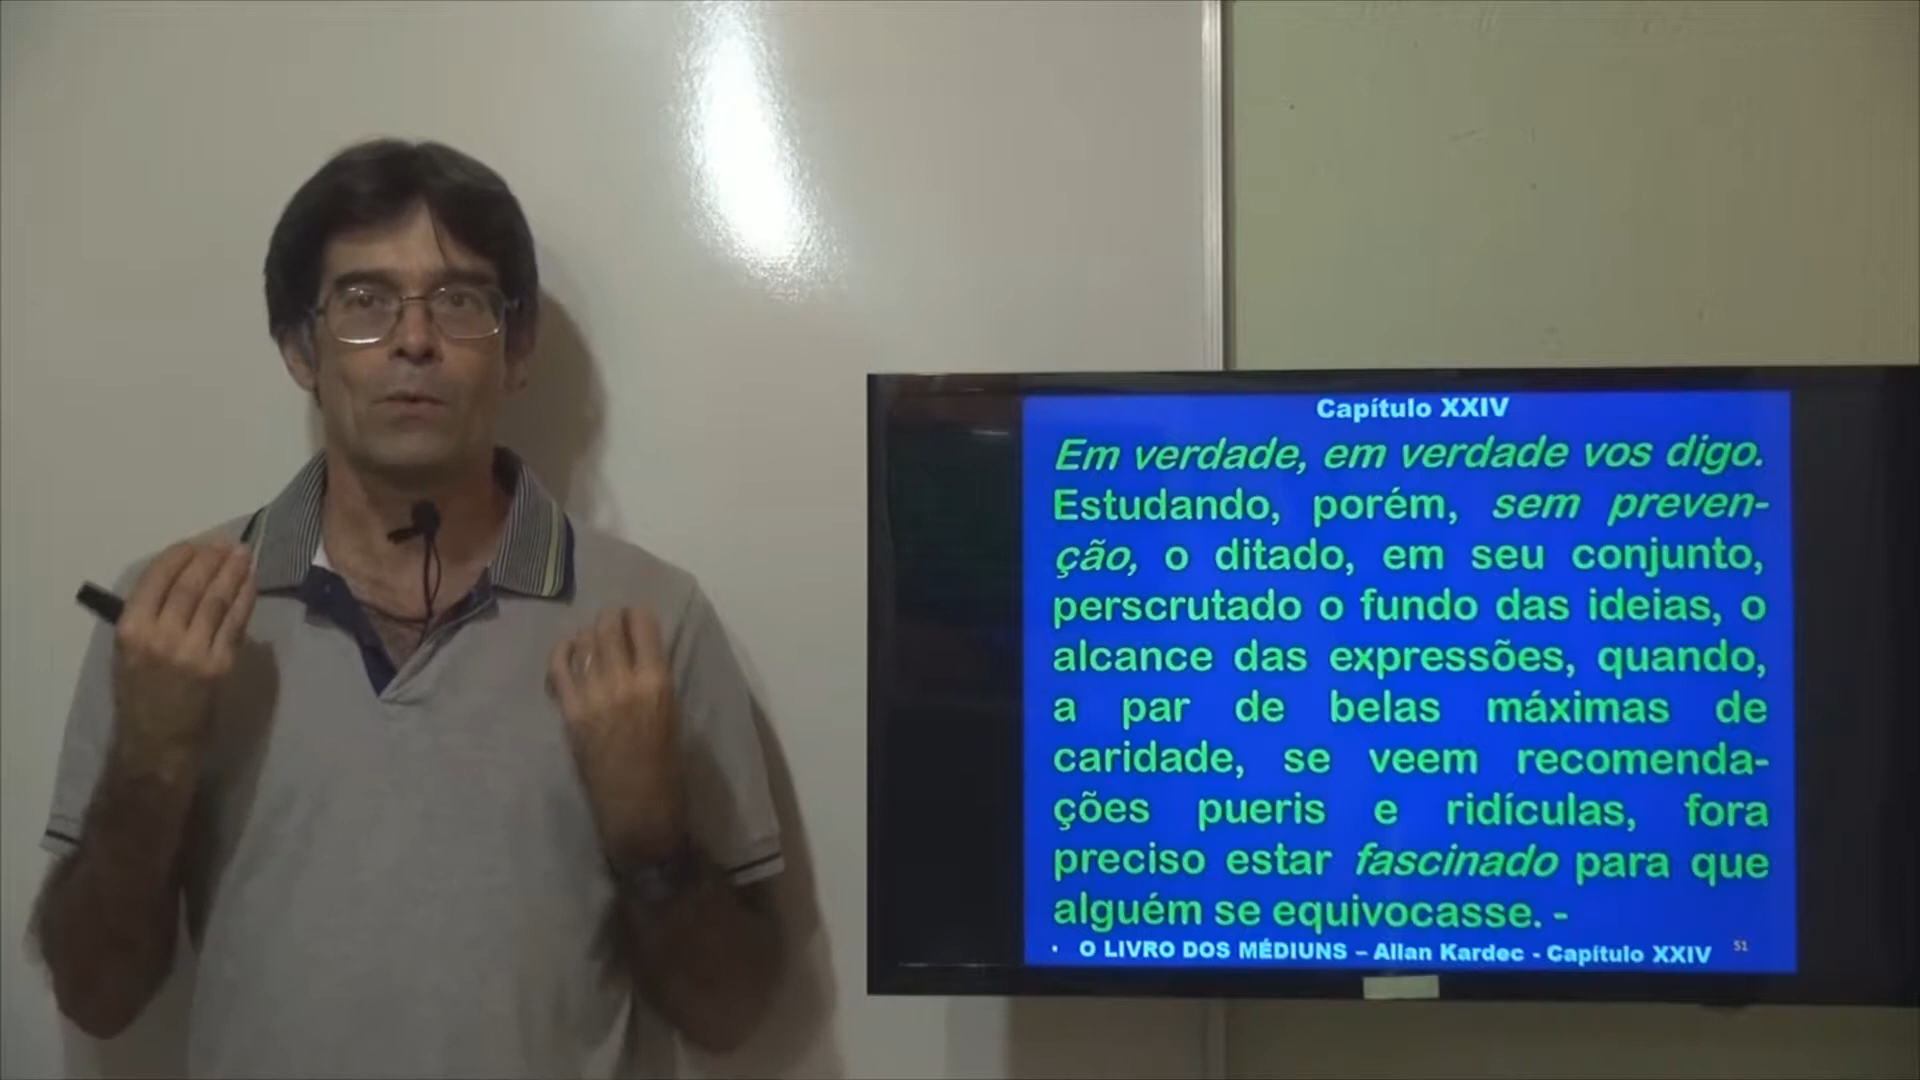 Capítulo XXIV
Em verdade, em verdade vos digo.
Estudando, porém, sem preven-
ção, o ditado, em seu conjunto,
perscrutado o fundo das ideias, o
alcance das expressões, quando,
a par de belas máximas de
caridade, se veem recomenda-
ções pueris e ridículas, fora
preciso estar fascinado para que
alguém se equivocasse. -
• O LIVRO DOS MÉDIUNS – Allan Kardec - Capítulo XXIV 51